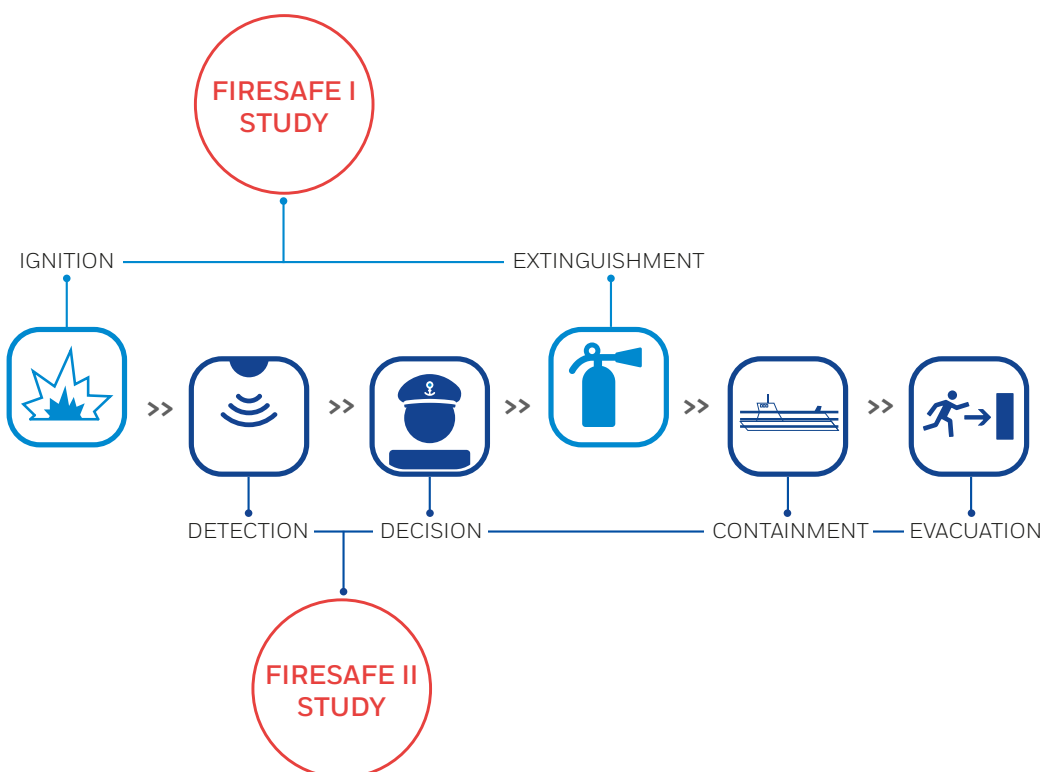 FIRESAFE I
STUDY
IGNITION
EXTINGUISHMENT
>>
>>
>>
>>
>>
DETECTION
DECISION
CONTAINMENT
EVACUATION
FIRESAFE II
STUDY